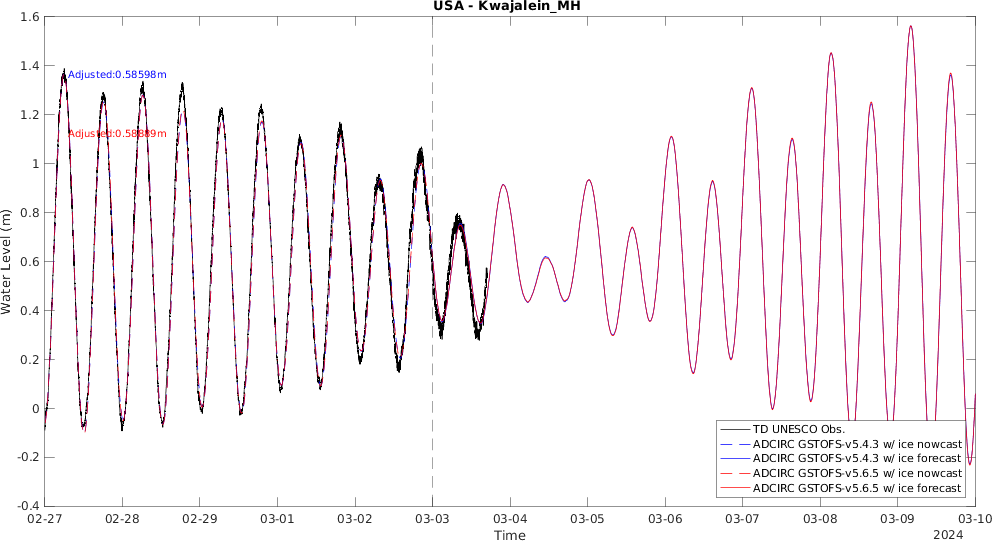 USA - Kwajalein_MH
1.6
1.4
1.2
1
0.8
0.6
0.4
0.2
0
-0.2
-0.4
Water Level (m)
Adjusted:0.58598m
Adjusted:0.58889m
TD UNESCO Obs.
ADCIRC GSTOFS-v5.4.3 w/ ice nowcast
ADCIRC GSTOFS-v5.4.3 w/ ice forecast
ADCIRC GSTOFS-v5.6.5 w/ ice nowcast
ADCIRC GSTOFS-v5.6.5 w/ ice forecast
02-27 02-28 02-29 03-01 03-02 03-03 03-04 03-05 03-06 03-07 03-08 03-09 03-10
Time
2024